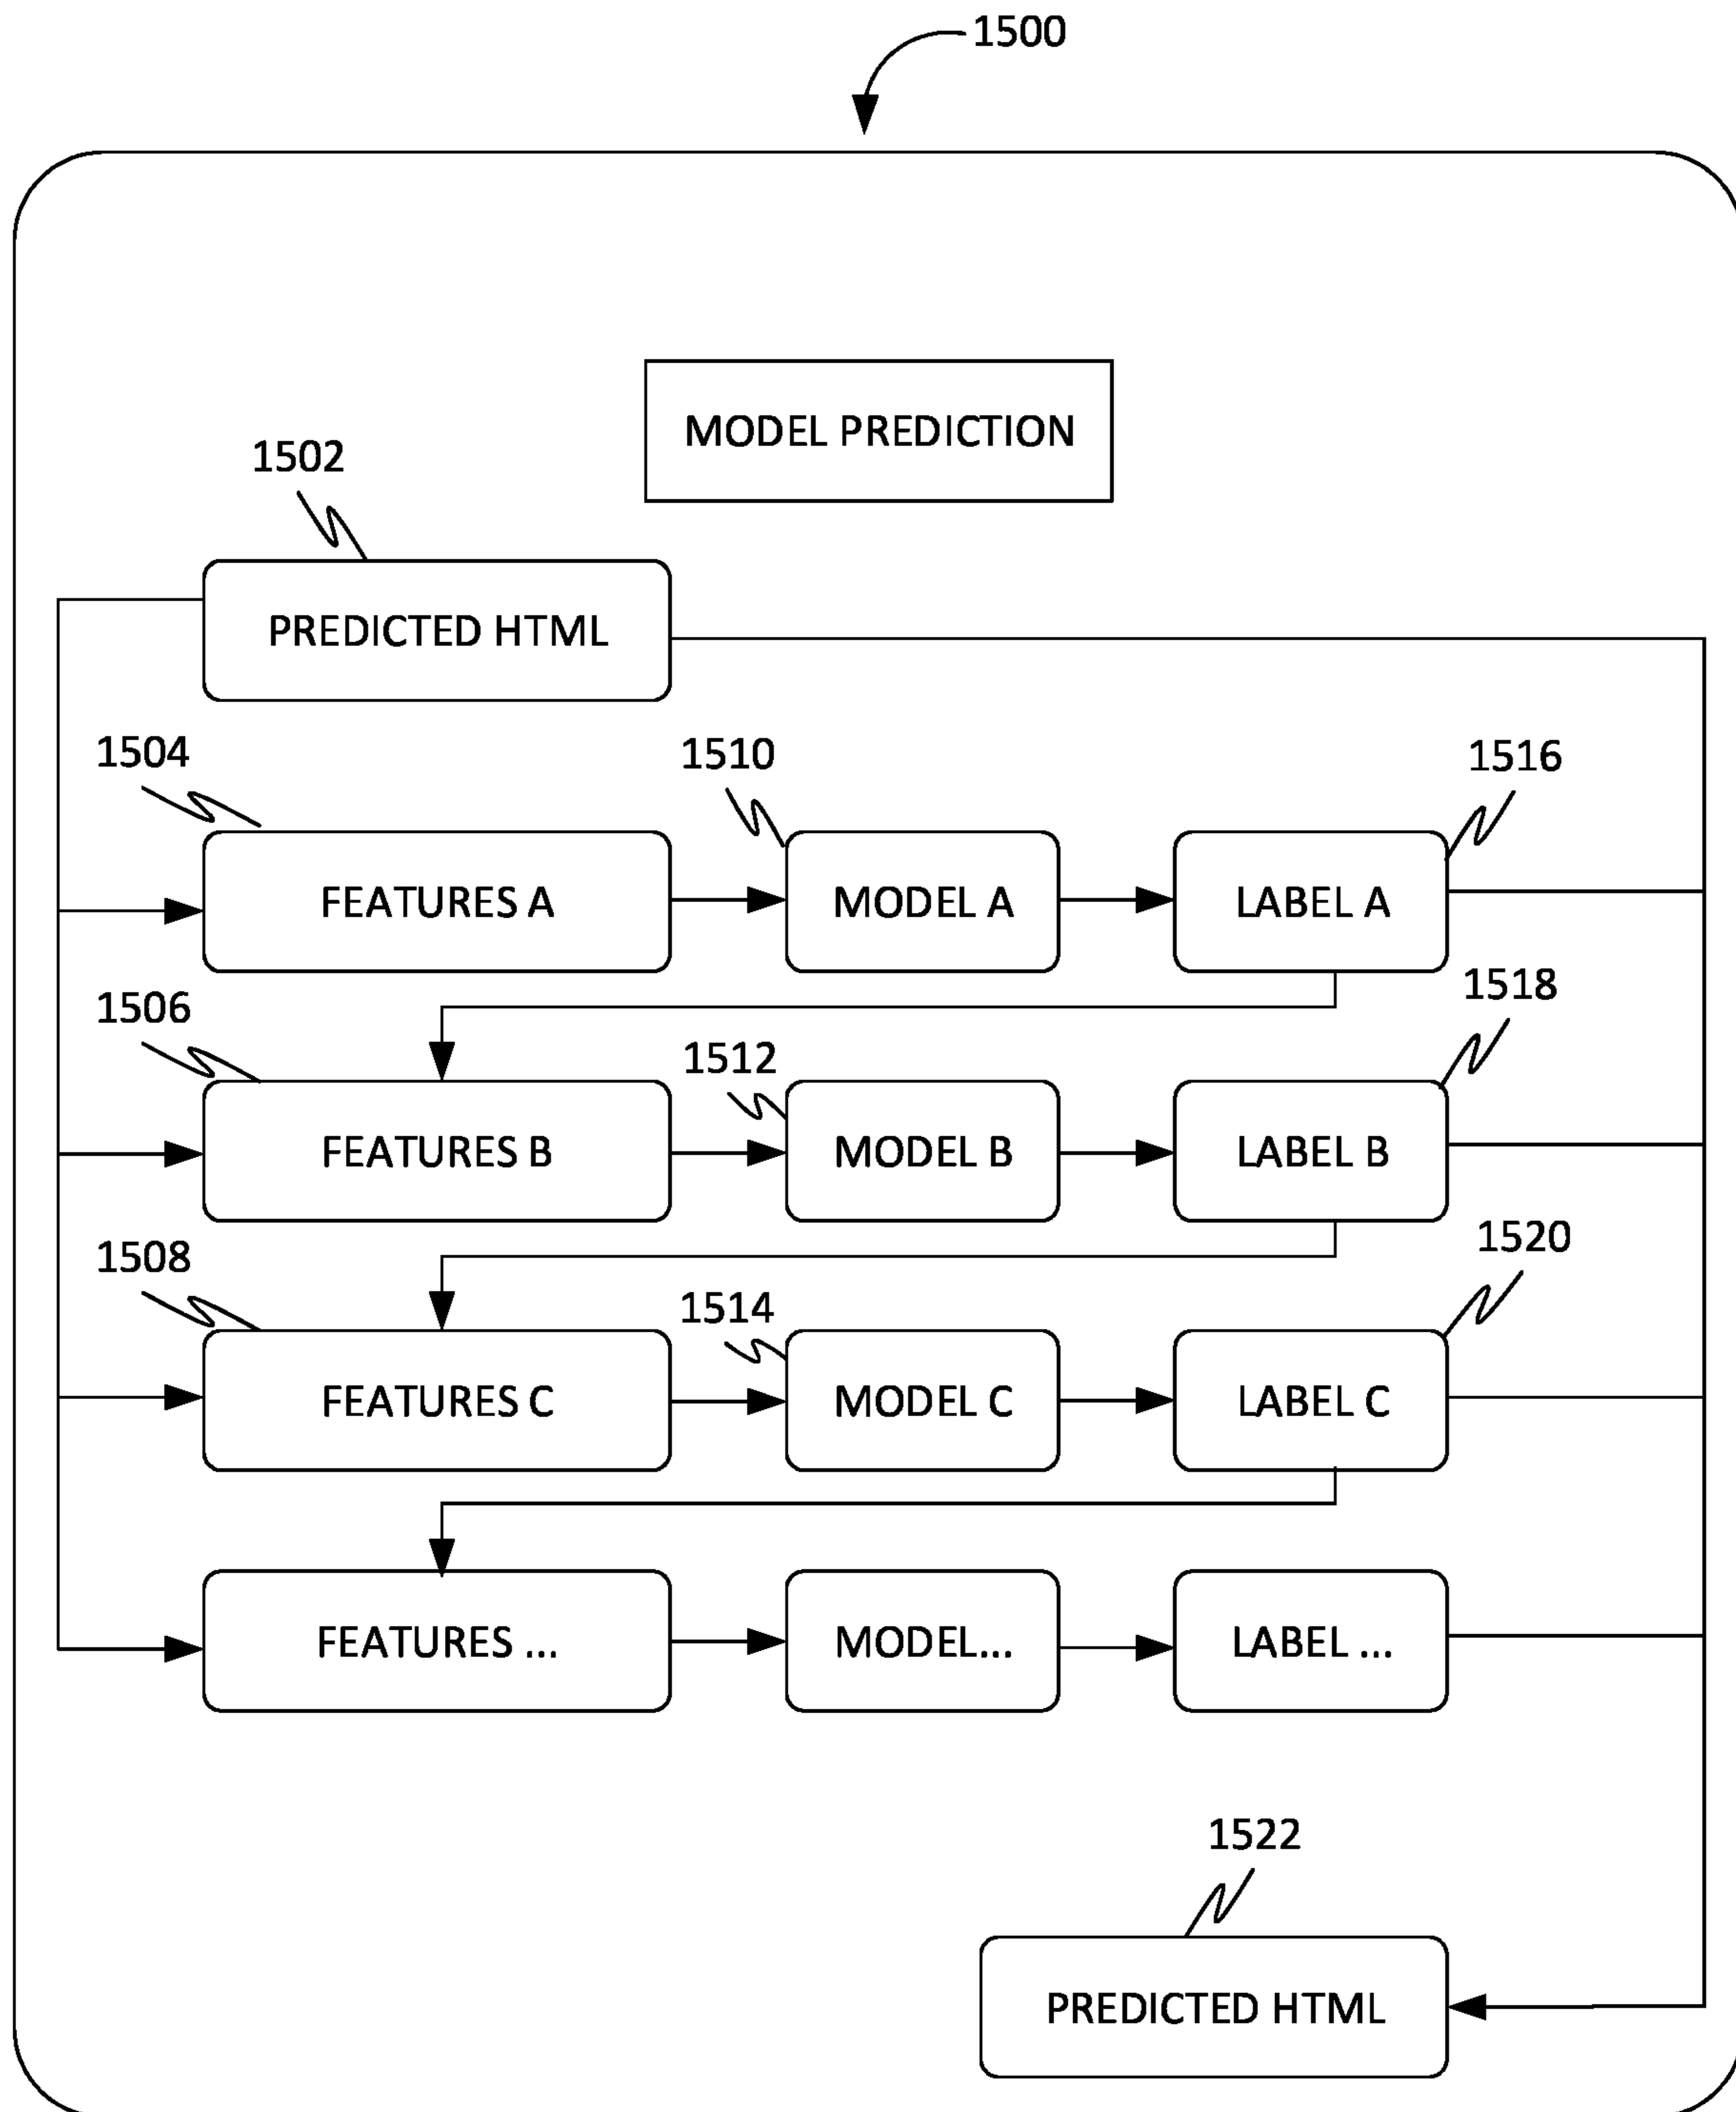 1500
MODEL PREDICTION
1502
PREDICTED HTML
1504
1510
1516
FEATURES A
MODEL A
LABEL A
1506
1512
1518
FEATURES B
MODEL B
LABEL B
1508
1514
1520
FEATURES C
MODEL C
LABEL C
FEATURES ...
MODEL...
LABEL ...
1522
PREDICTED HTML